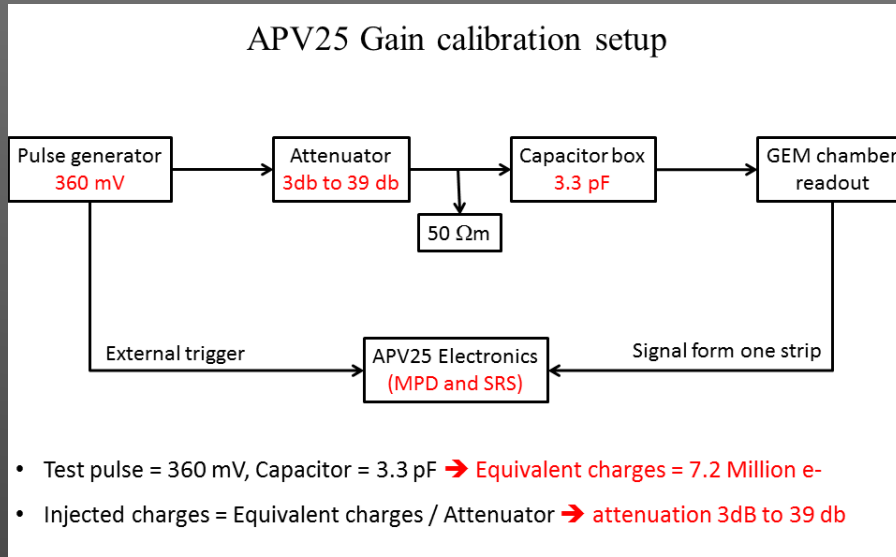 APV25 Gain calibration setup
Pulse generator
360 mV
Attenuator
3db to 39 db
Capacitor box
3.3 pF
GEM chamber
readout
50 Ωm
External trigger
APV25 Electronics
(MPD and SRS)
Signal form one strip
• Test pulse = 360 mV, Capacitor = 3.3 pF ➔ Equivalent charges = 7.2 Million e-
• Injected charges = Equivalent charges / Attenuator ➔ attenuation 3dB to 39 db